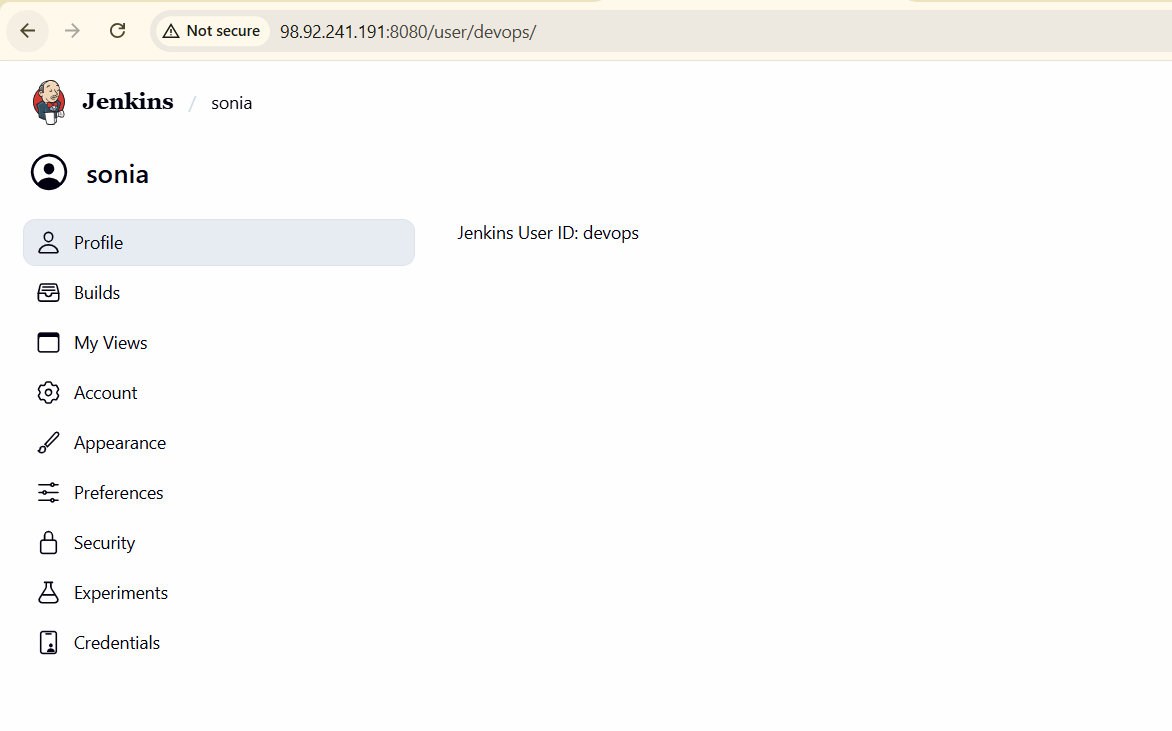 Not secure 98.92.241.191:8080/user/devops/
Jenkins / sonia
sonia
Profile
Jenkins User ID: devops
Builds
My Views
Account
Appearance
Preferences
Security
Experiments
Credentials